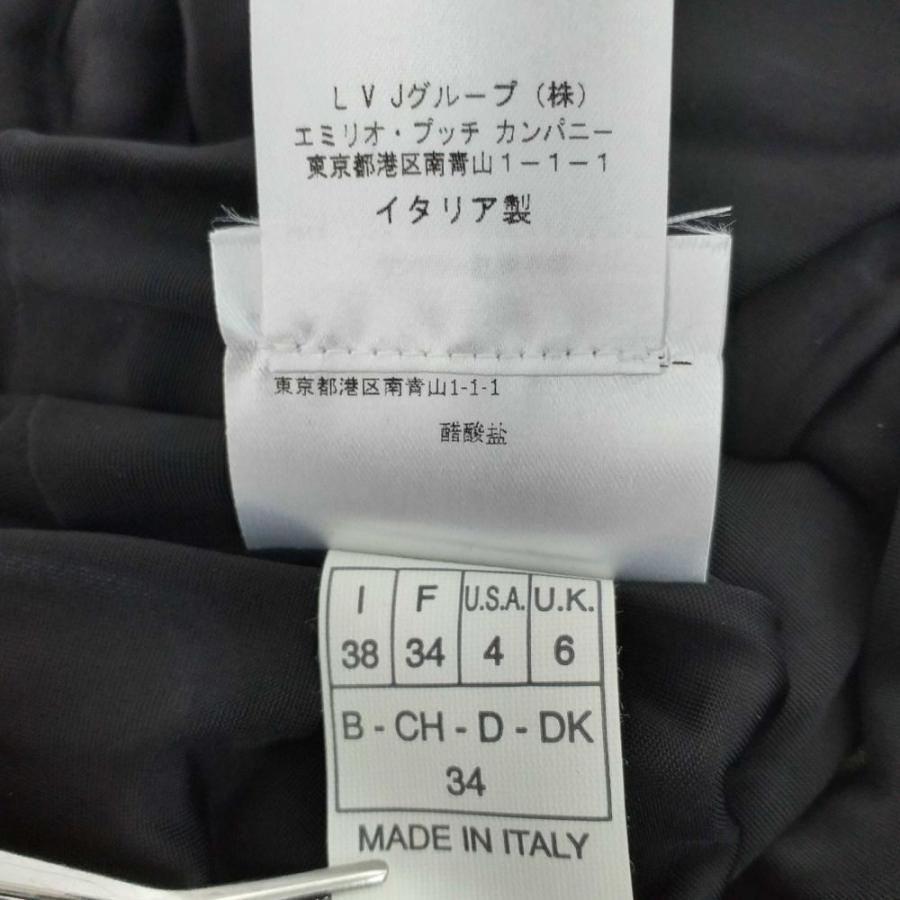 ＬＶＪグループ（株）
エミリオ・プッチ カンパニー
東京都港区南青山１－１－１
イタリア製
東京都港区南青山1-1-1
醋酸盐
I F U.S.A. U.K.
38 34 4 6
B - CH - D - DK
34
MADE IN ITALY